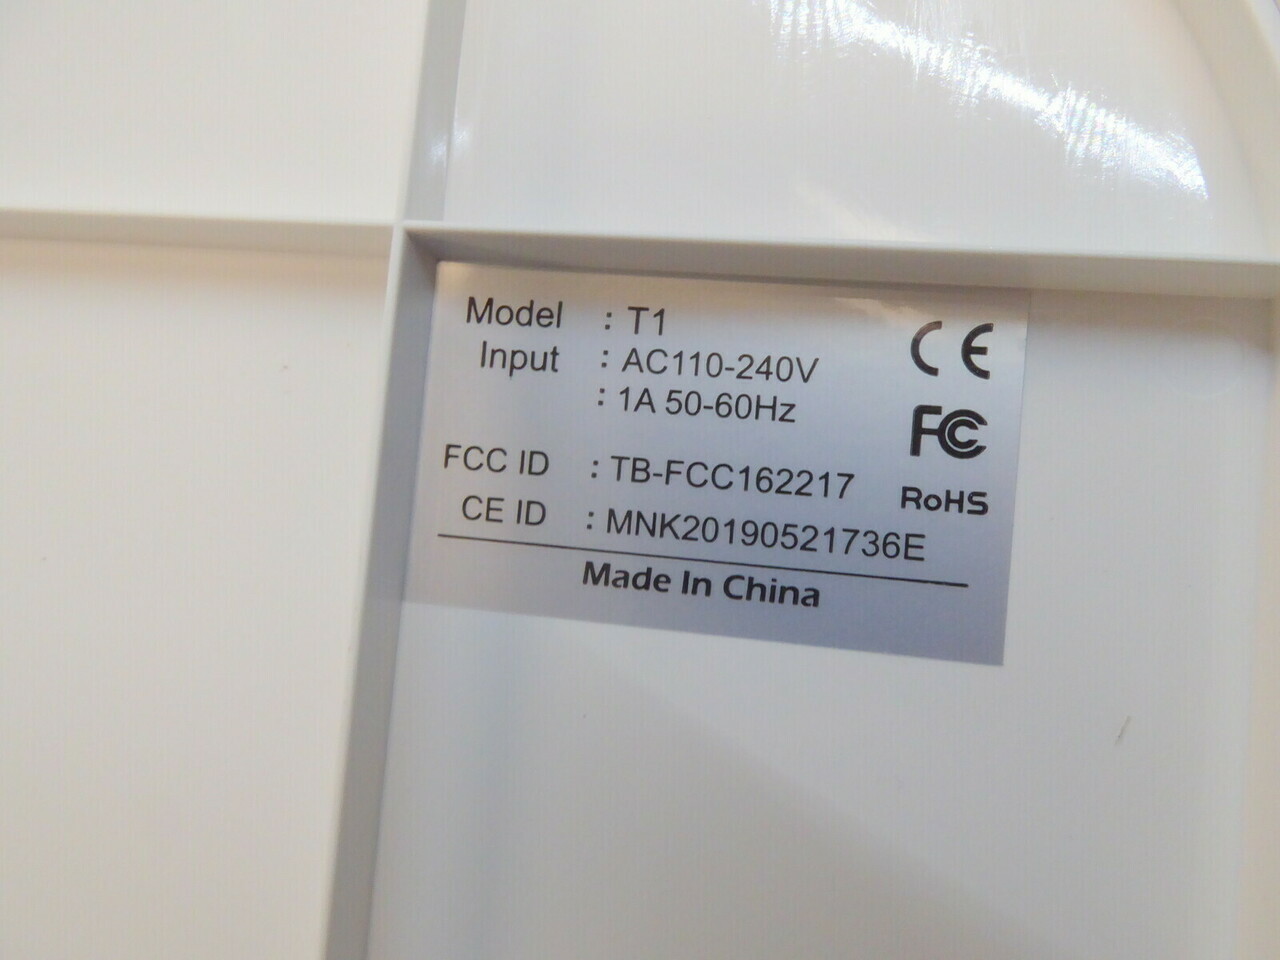 Model : T1
Input : AC110-240V
: 1A 50-60Hz
FCC ID : TB-FCC162217
CE ID : MNK20190521736E
Made In China
CE
FC
RoHS